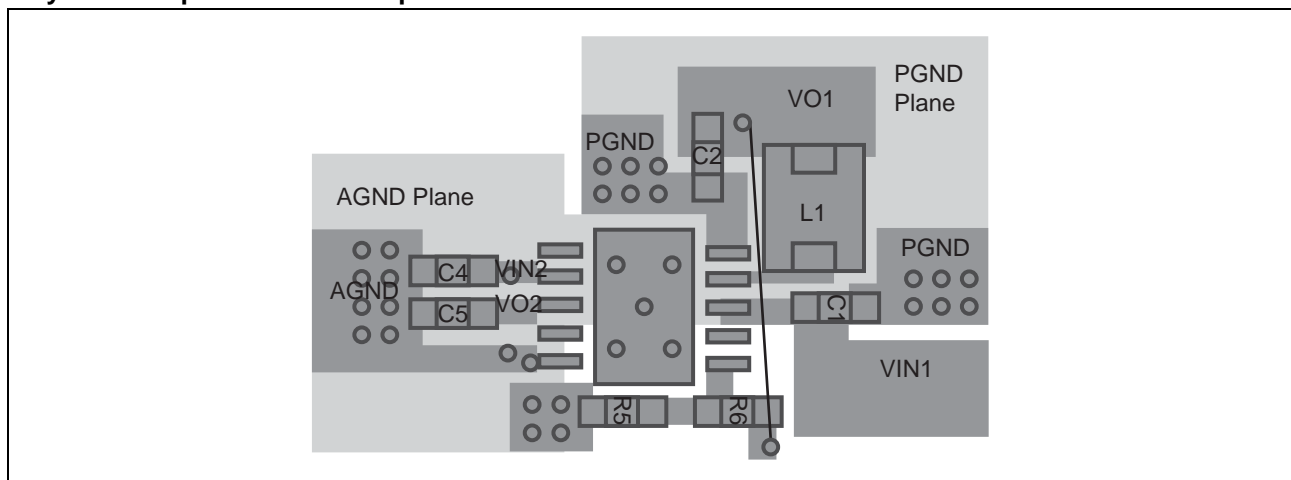 PGND
Plane
VO1
PGND
C2
AGND Plane
L1
PGND
C4
VIN2
AGND
VO2
C5
C1
VIN1
R5
R6